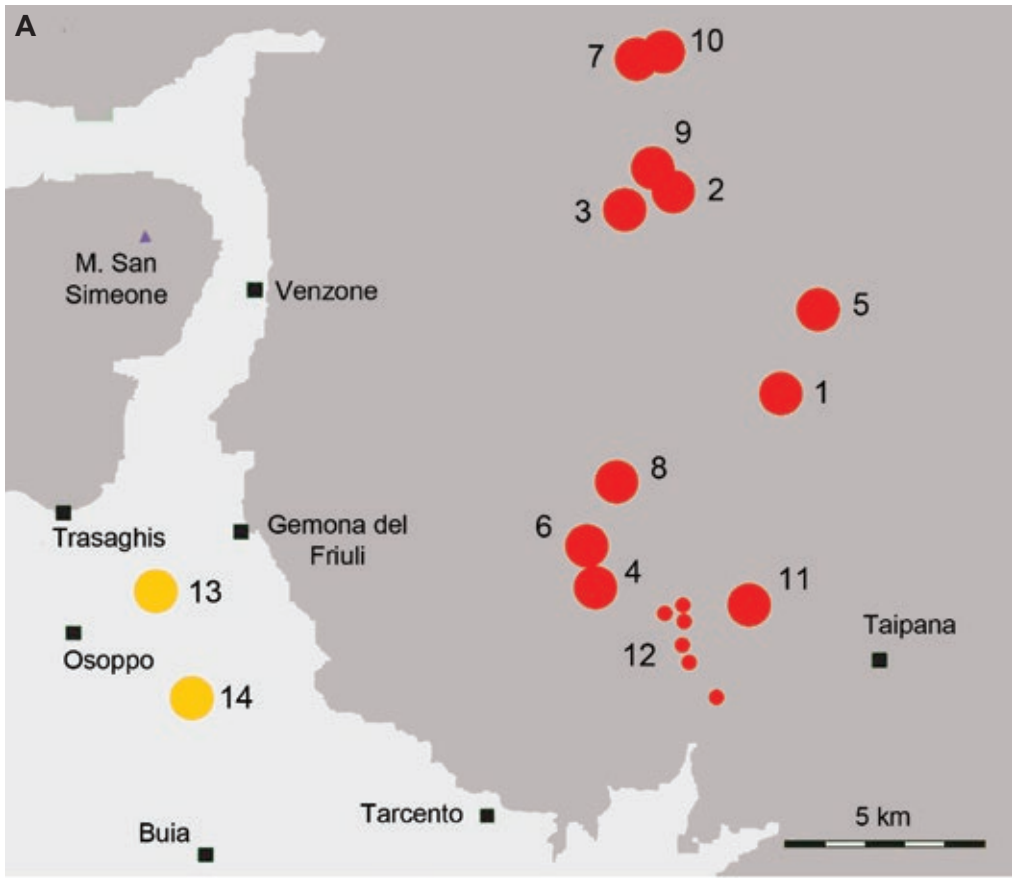 A
7
10
9
2
3
M. San
Simeone
Venzone
5
1
8
6
Gemona del
Friuli
Trasaghis
4
13
11
Taipana
12
Osoppo
14
Tarcento
5 km
Buia